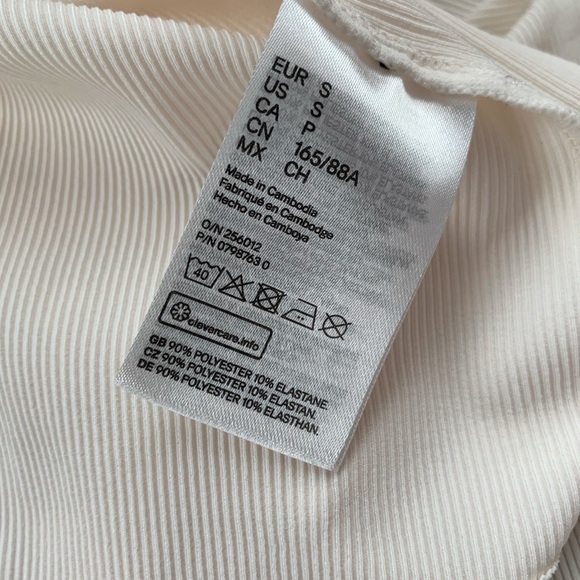 EUR S
US S
CA P
CN 165/88A
MX CH
Made in Cambodia
Fabriqué en Cambodge
Hecho en Camboya
O/N 256012
P/N 0798763 0
40
clevercare.info
GB 90% POLYESTER 10% ELASTANE.
CZ 90% POLYESTER 10% ELASTAN.
DE 90% POLYESTER 10% ELASTHAN.